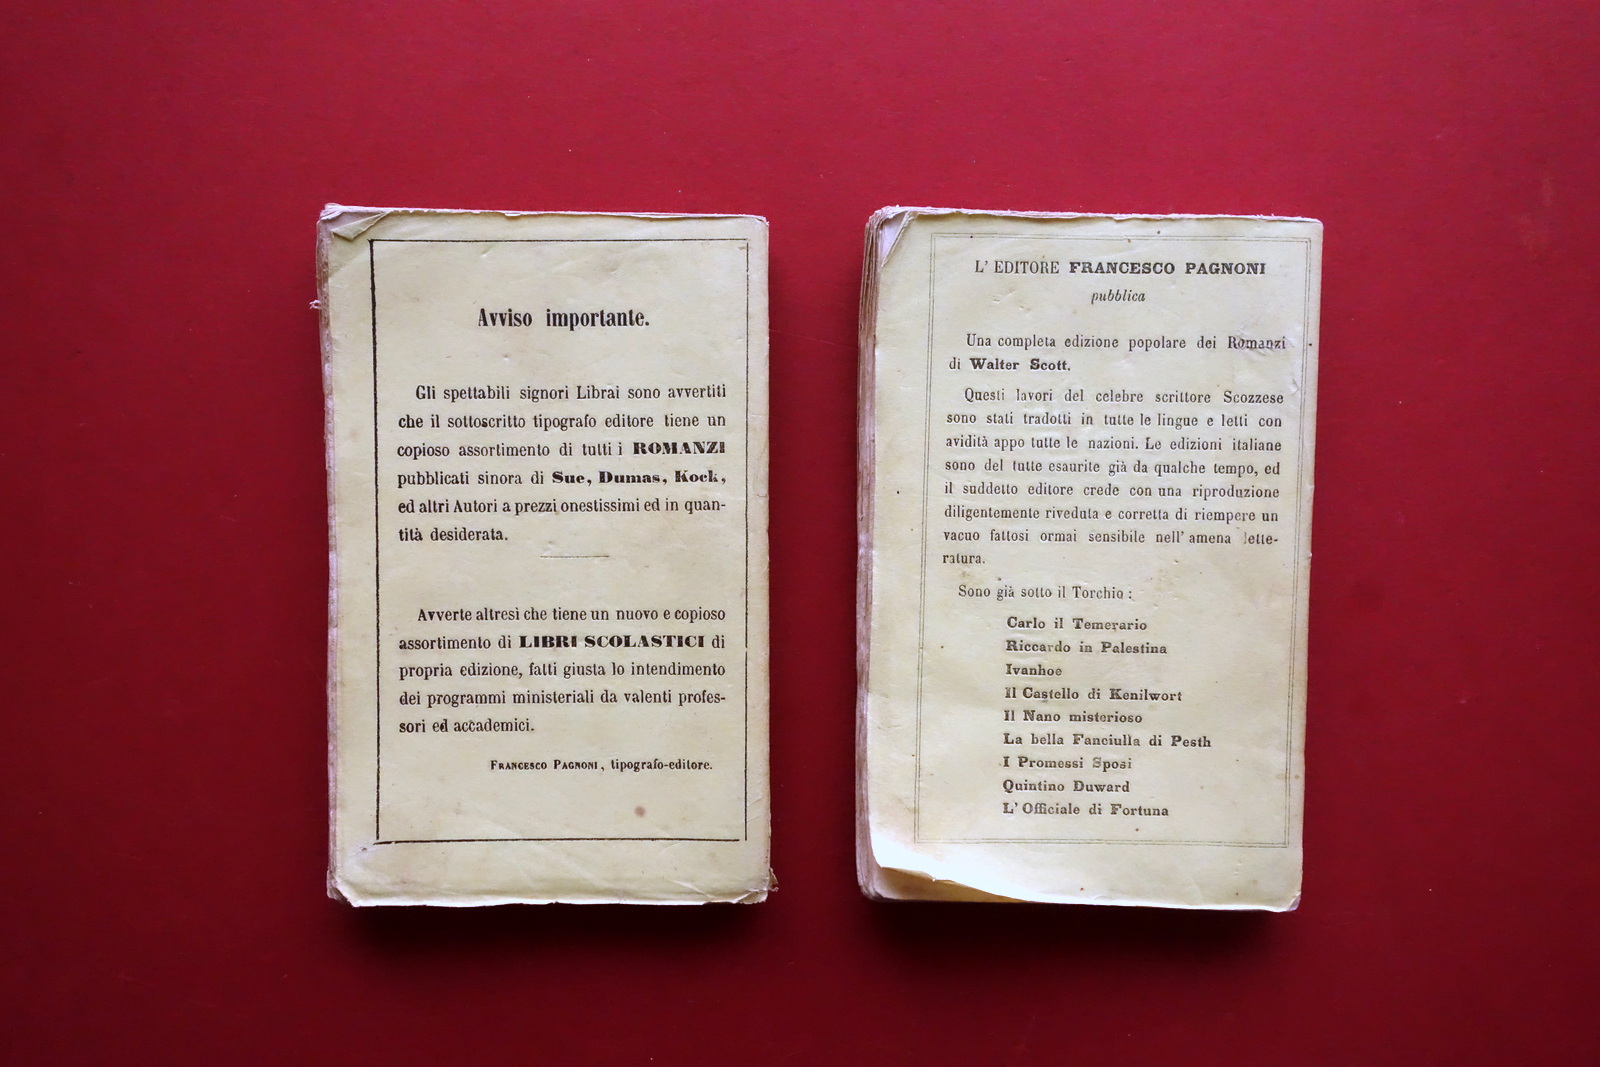 Avviso importante.
Gli spettabili signori Librai sono avvertiti
che il sottoscritto tipografo editore tiene un
copioso assortimento di tutti i ROMANZI
pubblicati sinora di Sue, Dumas, Kock,
ed altri Autori a prezzi onestissimi ed in quan-
tità desiderata.
Avverte altresì che tiene un nuovo e copioso
assortimento di LIBRI SCOLASTICI di
propria edizione, fatti giusta lo intendimento
dei programmi ministeriali da valenti profes-
sori ed accademici.
FRANCESCO PAGNONI, tipografo-editore.
L' EDITORE FRANCESCO PAGNONI
pubblica
Una completa edizione popolare dei Romanzi
di Walter Scott.
Questi lavori del celebre scrittore Scozzese
sono stati tradotti in tutte le lingue e letti con
avidità appo tutte le nazioni. Le edizioni italiane
sono del tutte esaurite già da qualche tempo, ed
il suddetto editore crede con una riproduzione
diligentemente riveduta e corretta di riempere un
vacuo fattosi ormai sensibile nell' amena lette-
ratura.
Sono già sotto il Torchio:
Carlo il Temerario
Riccardo in Palestina
Ivanhoe
Il Castello di Kenilwort
Il Nano misterioso
La bella Fanciulla di Pesth
I Promessi Sposi
Quintino Duward
L' Officiale di Fortuna